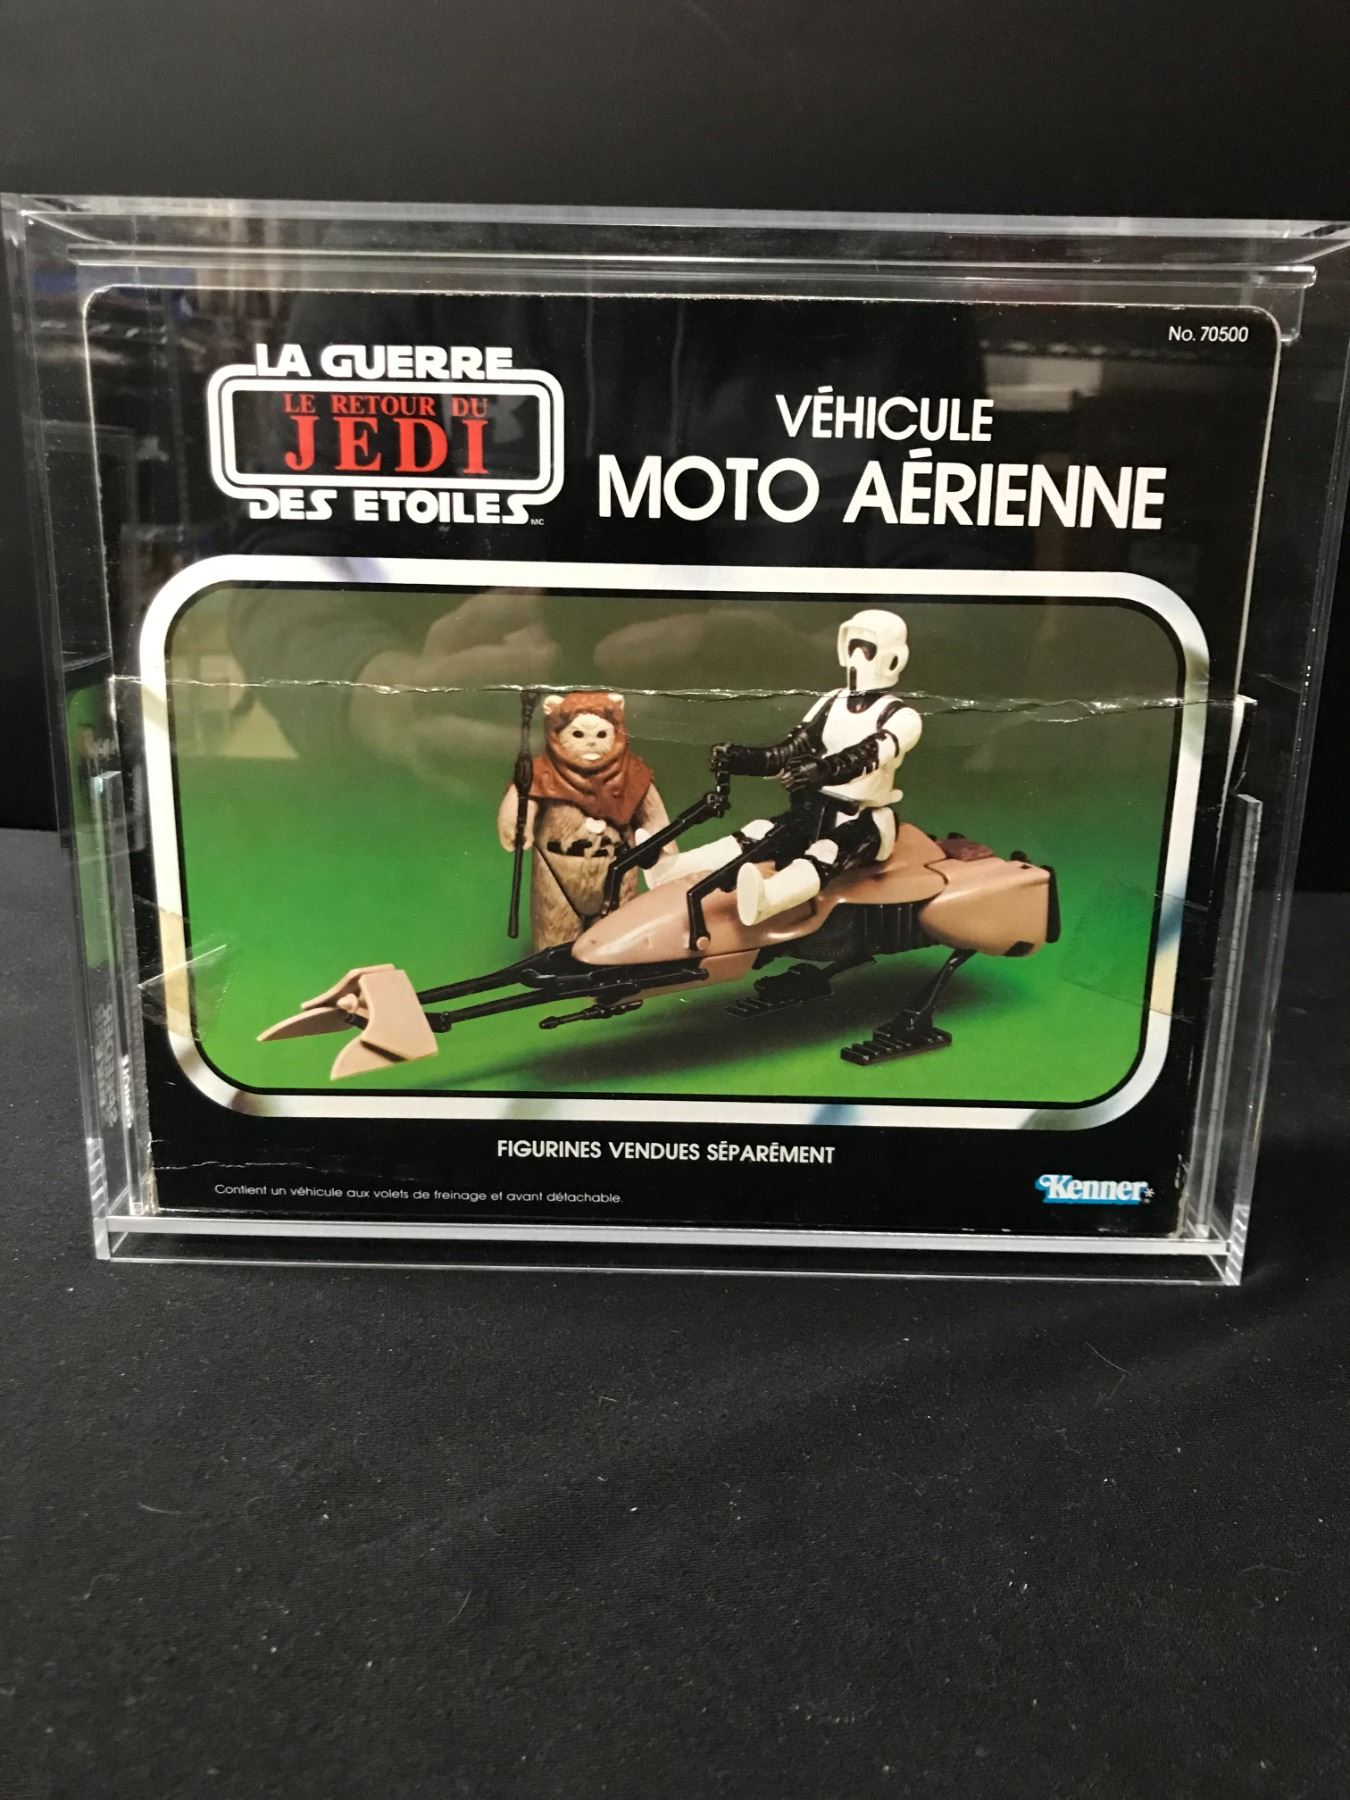 No. 70500
LA GUERRE
LE RETOUR DU
JEDI
DES ETOILES
MC
VÉHICULE
MOTO AÉRIENNE
FIGURINES VENDUES SÉPARÉMENT
Contient un véhicule aux volets de freinage et avant détachable.
Kenner*